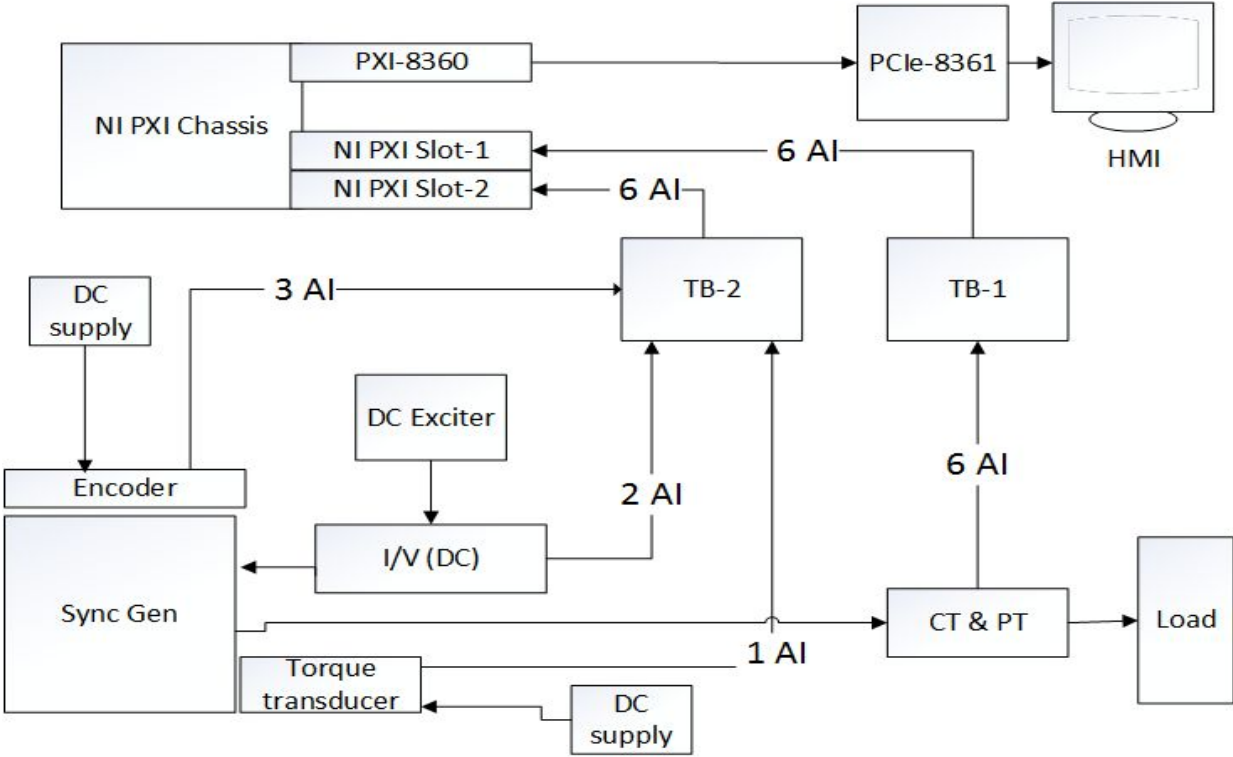 PXI-8360
PCIe-8361
NI PXI Chassis
NI PXI Slot-1
6 AI
HMI
NI PXI Slot-2
6 AI
DC
supply
3 AI
TB-2
TB-1
DC Exciter
Encoder
2 AI
6 AI
I/V (DC)
Sync Gen
CT & PT
Load
1 AI
Torque
transducer
DC
supply